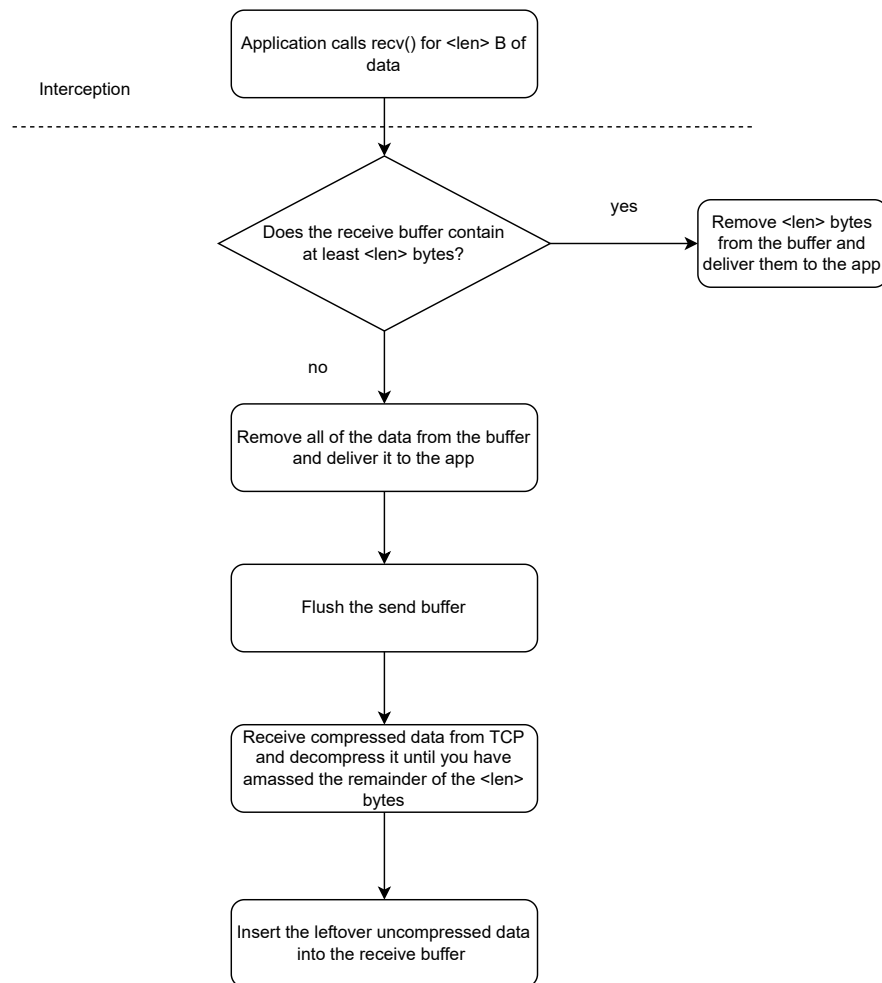 Application calls recv() for <len> B of
data
Interception
Does the receive buffer contain
at least <len> bytes?
yes
Remove <len> bytes
from the buffer and
deliver them to the app
no
Remove all of the data from the buffer
and deliver it to the app
Flush the send buffer
Receive compressed data from TCP
and decompress it until you have
amassed the remainder of the <len>
bytes
Insert the leftover uncompressed data
into the receive buffer